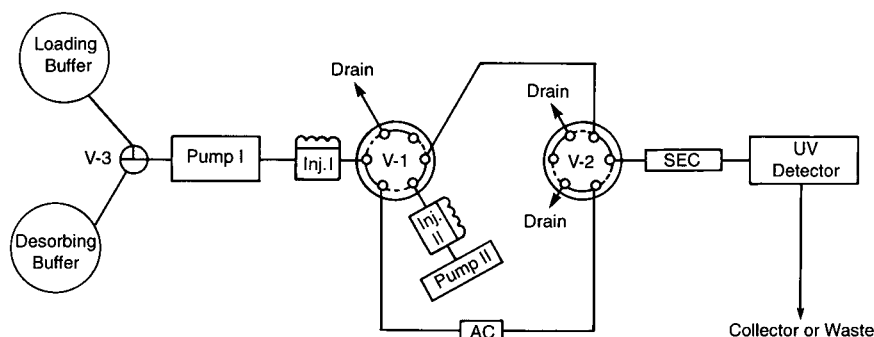 Loading
Buffer
V-3
Desorbing
Buffer
Pump I
Inj. I
Drain
V-1
Inj.
II
Pump II
AC
Drain
V-2
Drain
SEC
UV
Detector
Collector or Waste